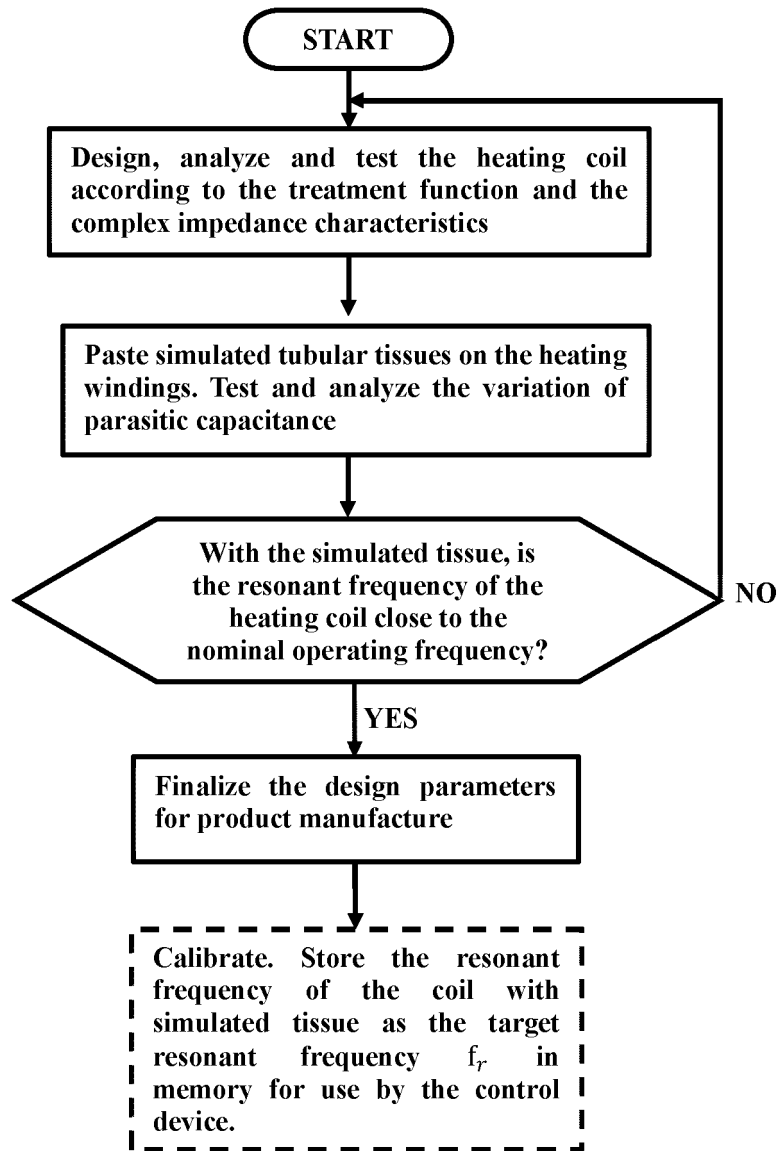 START
Design, analyze and test the heating coil
according to the treatment function and the
complex impedance characteristics
Paste simulated tubular tissues on the heating
windings. Test and analyze the variation of
parasitic capacitance
With the simulated tissue, is
the resonant frequency of the
heating coil close to the
nominal operating frequency?
NO
YES
Finalize the design parameters
for product manufacture
Calibrate. Store the resonant
frequency of the coil with
simulated tissue as the target
resonant frequency fᵣ in
memory for use by the control
device.